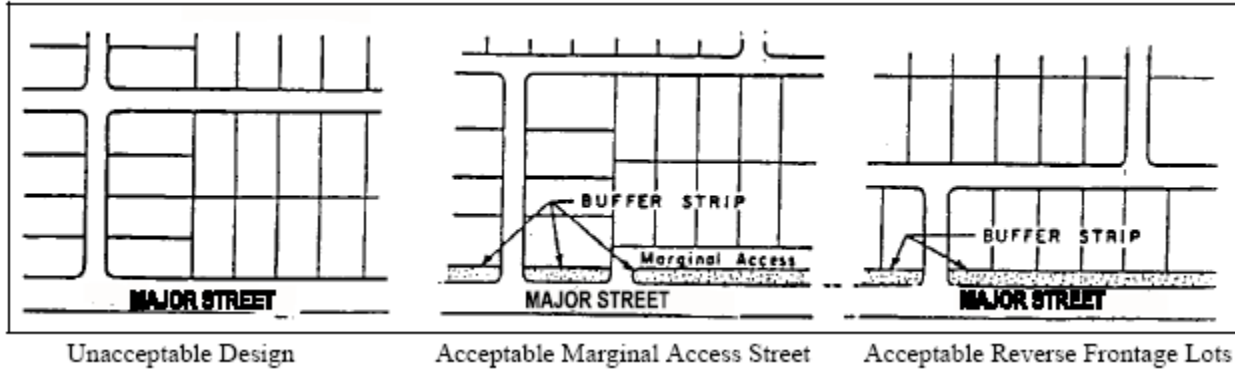 BUFFER STRIP
BUFFER STRIP
Marginal Access
MAJOR STREET
MAJOR STREET
MAJOR STREET
Unacceptable Design
Acceptable Marginal Access Street
Acceptable Reverse Frontage Lots